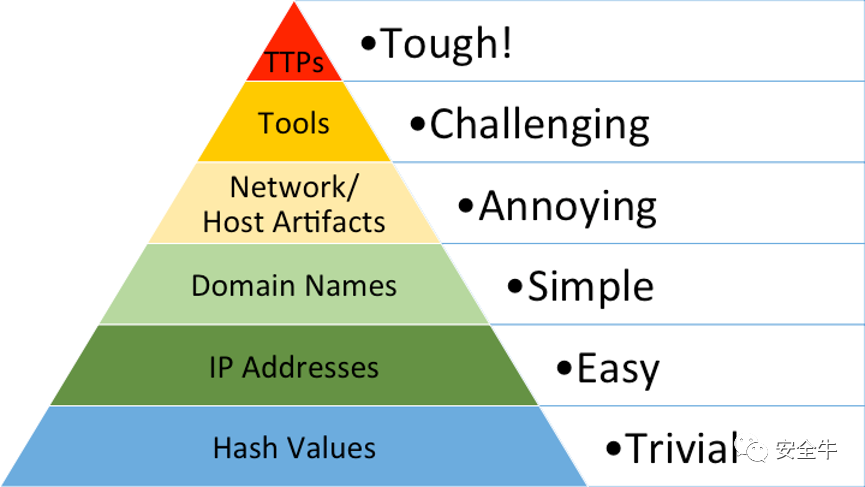 TTPs
•Tough!
Tools
•Challenging
Network/
Host Artifacts
•Annoying
Domain Names
•Simple
IP Addresses
•Easy
Hash Values
•Trivial
安全牛